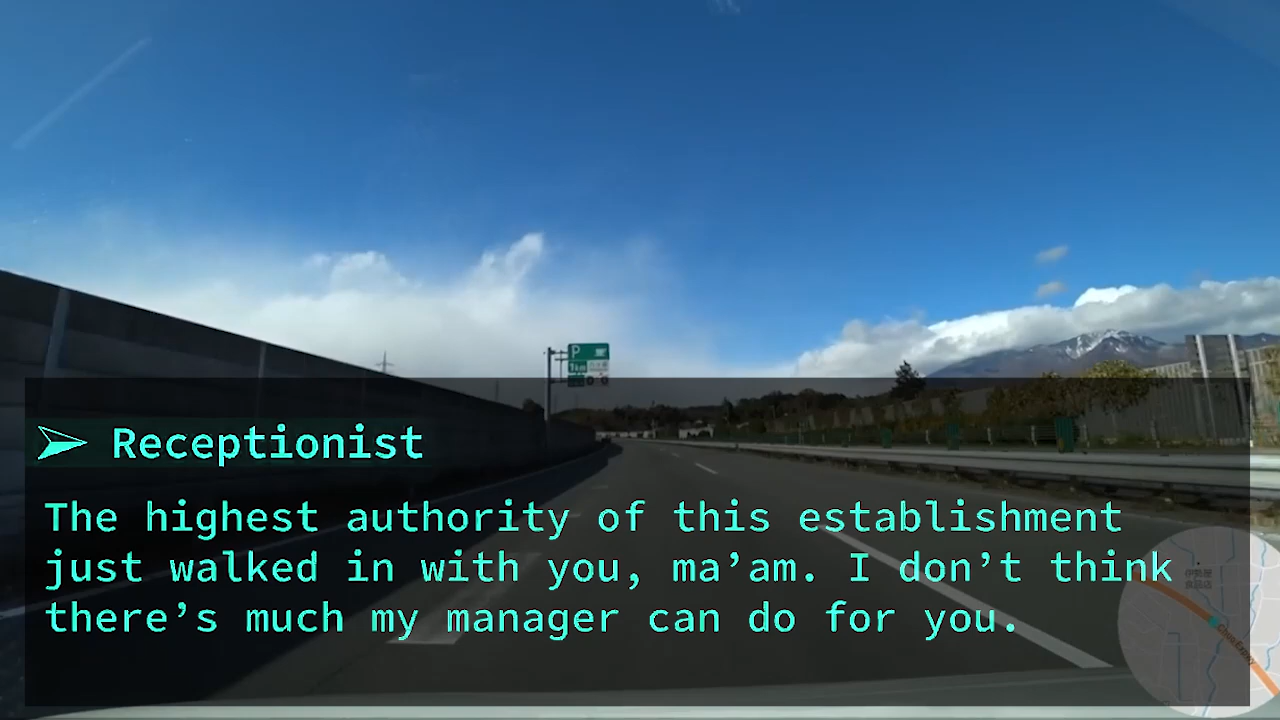 P
1km
Receptionist
The highest authority of this establishment
just walked in with you, ma’am. I don’t think
there’s much my manager can do for you.